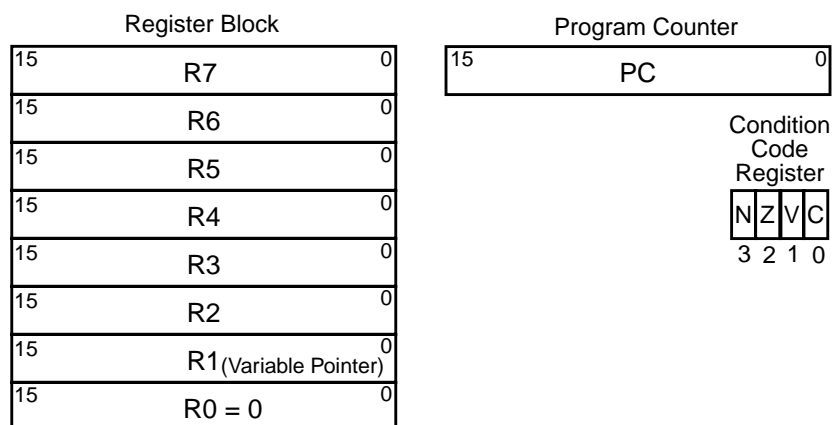 Register Block
15 R7 0
15 R6 0
15 R5 0
15 R4 0
15 R3 0
15 R2 0
15 R1(Variable Pointer) 0
15 R0 = 0 0
Program Counter
15 PC 0
Condition
Code
Register
N Z V C
3 2 1 0